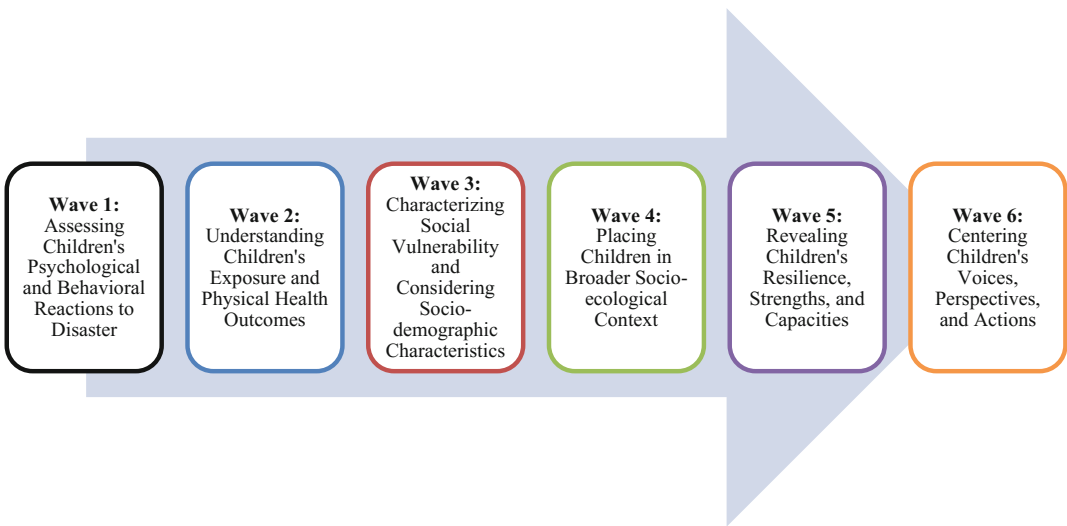 Wave 1:
Assessing
Children's
Psychological
and Behavioral
Reactions to
Disaster
Wave 2:
Understanding
Children's
Exposure and
Physical Health
Outcomes
Wave 3:
Characterizing
Social
Vulnerability
and
Considering
Socio-
demographic
Characteristics
Wave 4:
Placing
Children in
Broader Socio-
ecological
Context
Wave 5:
Revealing
Children's
Resilience,
Strengths, and
Capacities
Wave 6:
Centering
Children's
Voices,
Perspectives,
and Actions